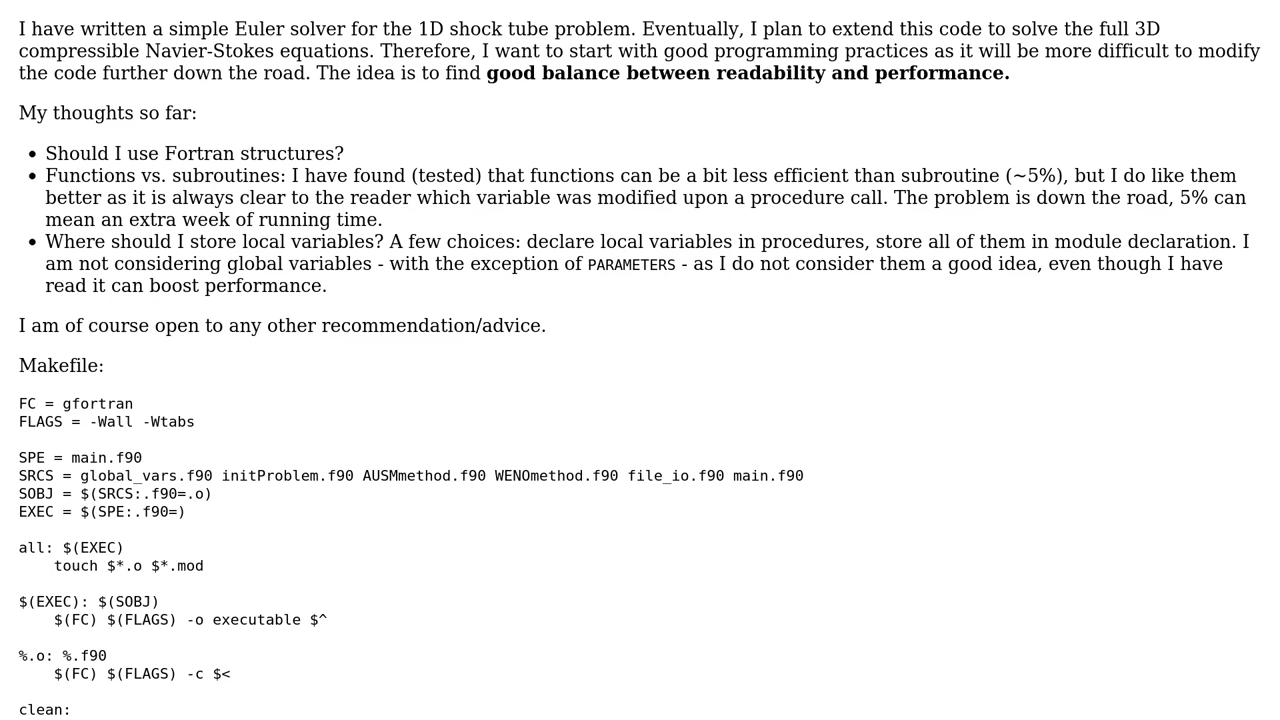 I have written a simple Euler solver for the 1D shock tube problem. Eventually, I plan to extend this code to solve the full 3D
compressible Navier-Stokes equations. Therefore, I want to start with good programming practices as it will be more difficult to modify
the code further down the road. The idea is to find good balance between readability and performance.
My thoughts so far:
• Should I use Fortran structures?
• Functions vs. subroutines: I have found (tested) that functions can be a bit less efficient than subroutine (~5%), but I do like them
better as it is always clear to the reader which variable was modified upon a procedure call. The problem is down the road, 5% can
mean an extra week of running time.
• Where should I store local variables? A few choices: declare local variables in procedures, store all of them in module declaration. I
am not considering global variables - with the exception of PARAMETERS - as I do not consider them a good idea, even though I have
read it can boost performance.
I am of course open to any other recommendation/advice.
Makefile:
FC = gfortran
FLAGS = -Wall -Wtabs
SPE = main.f90
SRCS = global_vars.f90 initProblem.f90 AUSMmethod.f90 WENOmethod.f90 file_io.f90 main.f90
SOBJ = $(SRCS:.f90=.o)
EXEC = $(SPE:.f90=)
all: $(EXEC)
    touch $*.o $*.mod
$(EXEC): $(SOBJ)
    $(FC) $(FLAGS) -o executable $^
%.o: %.f90
    $(FC) $(FLAGS) -c $<
clean: